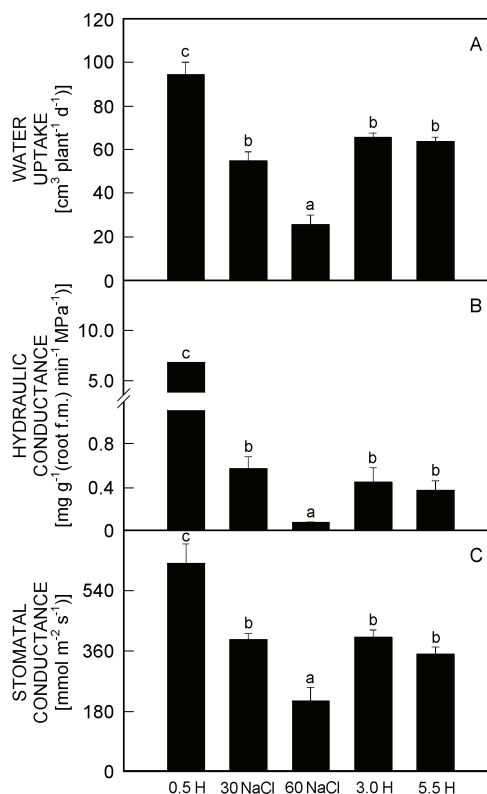 A
WATER
UPTAKE
[cm³ plant⁻¹ d⁻¹)]
120
100
80
60
40
20
0
c
b
a
b
b
B
HYDRAULIC
CONDUCTANCE
[mg g⁻¹(root f.m.) min⁻¹ MPa⁻¹)]
10.0
5.0
0.8
0.4
0
c
b
a
b
b
C
STOMATAL
CONDUCTANCE
[mmol m⁻² s⁻¹)]
540
360
180
0
c
b
a
b
b
0.5 H 30 NaCl 60 NaCl 3.0 H 5.5 H